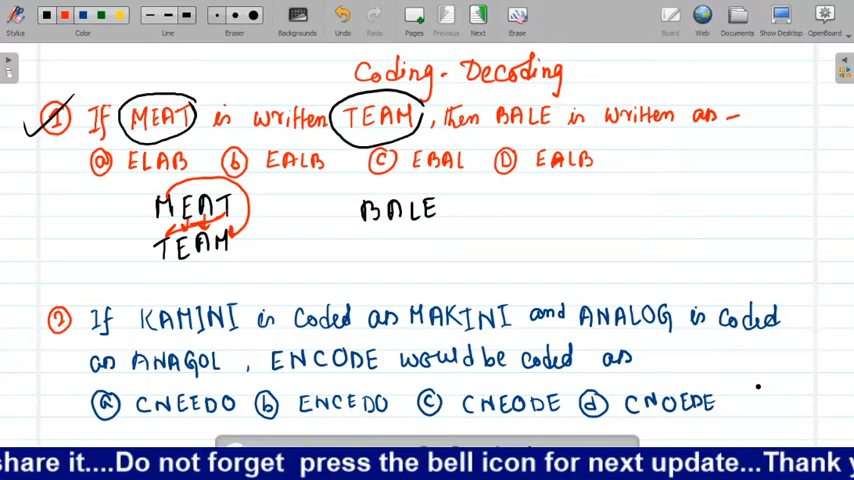 Color
Line
Eraser
Backgrounds
Undo
Redo
Pages
Previous
Next
Erase
Board
Web
Documents
Show Desktop
OpenBoard
Coding - Decoding
① If MEAT is written TEAM, then BALE is written as -
ⓐ ELAB ⓑ EALB ⓒ EBAL Ⓓ EALB
MEAT BALE
TEAM
② If KAMINI is coded as MAKINI and ANALOG is coded
as ANAGOL, ENCODE would be coded as
ⓐ CNEEDO ⓑ ENCEDO ⓒ CNEODE ⓓ CNOEDE
share it....Do not forget press the bell icon for next update...Thank y